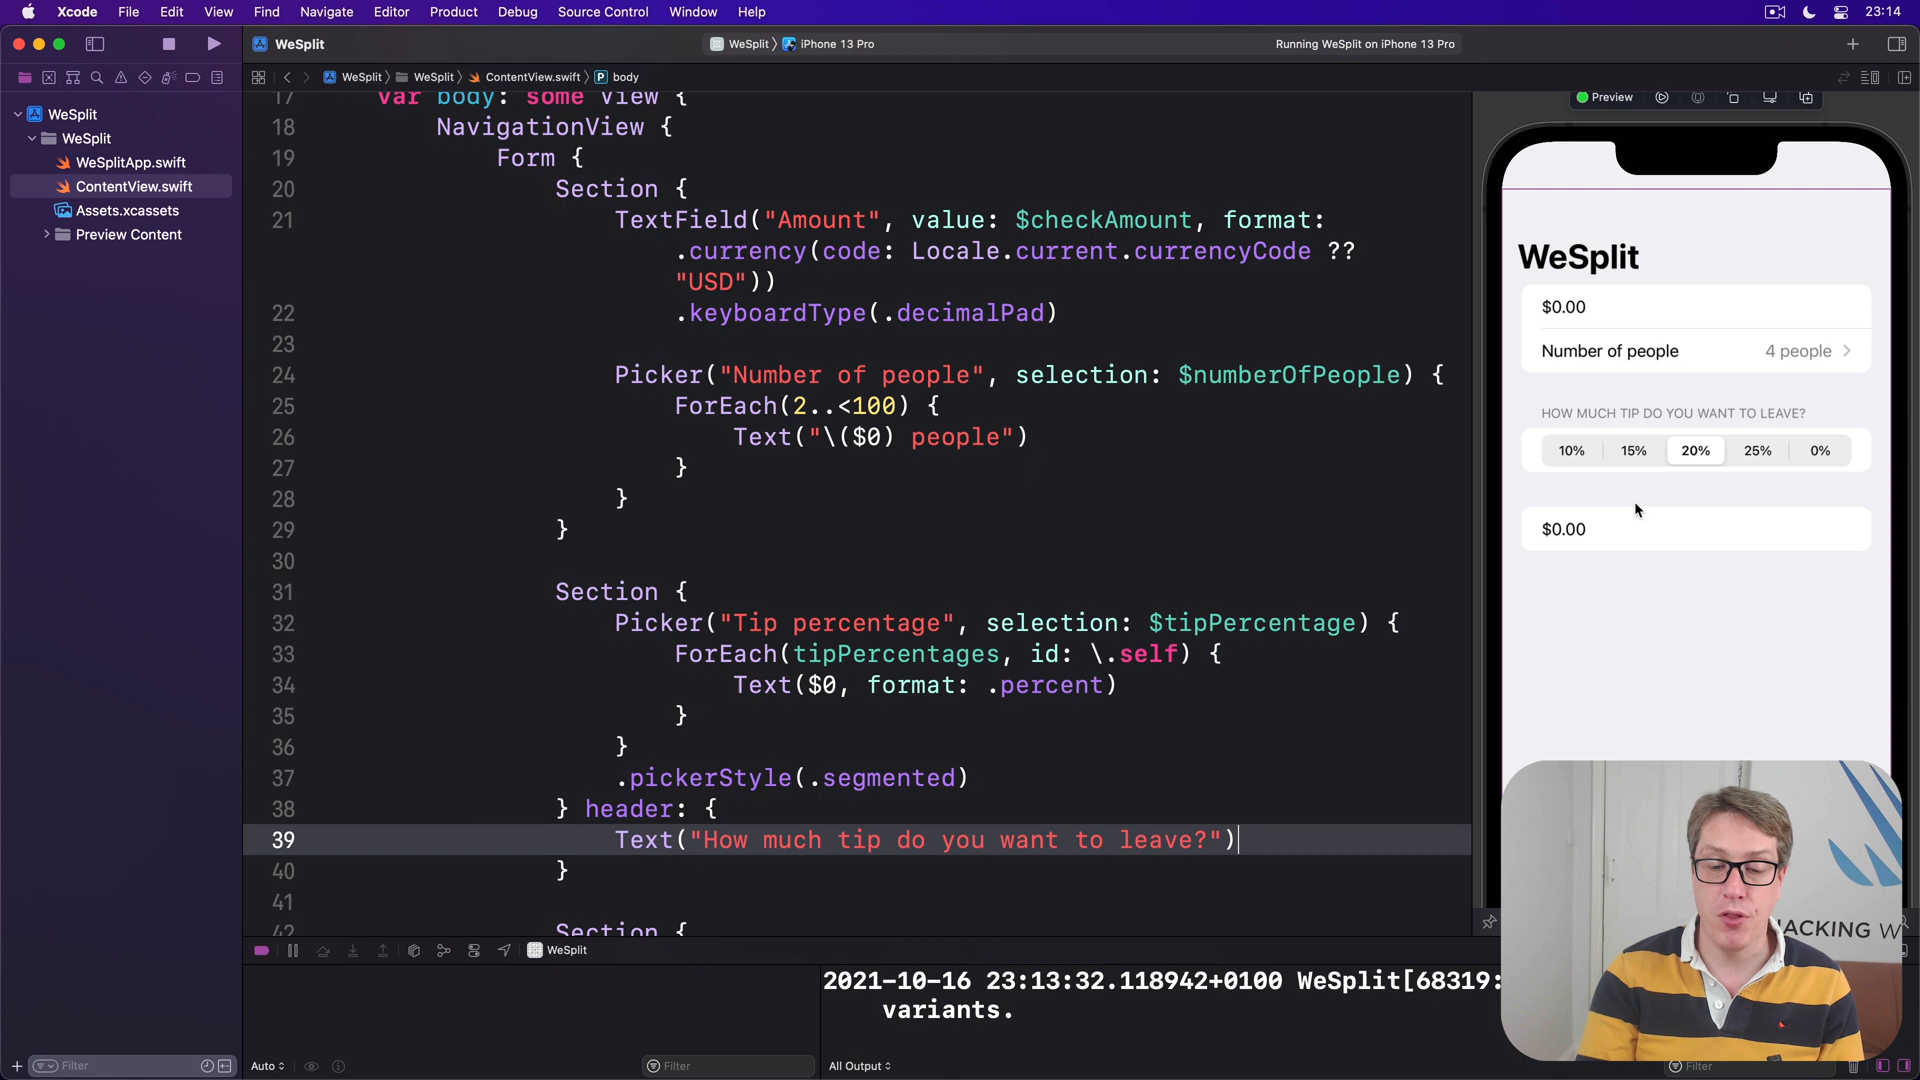 Xcode File Edit View Find Navigate Editor Product Debug Source Control Window Help 23:14
WeSplit
WeSplit iPhone 13 Pro
Running WeSplit on iPhone 13 Pro
WeSplit WeSplit ContentView.swift body
WeSplit
WeSplit
WeSplitApp.swift
ContentView.swift
Assets.xcassets
Preview Content
17 var body: some View {
18 NavigationView {
19 Form {
20 Section {
21 TextField("Amount", value: $checkAmount, format:
.currency(code: Locale.current.currencyCode ??
"USD"))
22 .keyboardType(.decimalPad)
23
24 Picker("Number of people", selection: $numberOfPeople) {
25 ForEach(2..<100) {
26 Text("\($0) people")
27 }
28 }
29 }
30
31 Section {
32 Picker("Tip percentage", selection: $tipPercentage) {
33 ForEach(tipPercentages, id: \.self) {
34 Text($0, format: .percent)
35 }
36 }
37 .pickerStyle(.segmented)
38 } header: {
39 Text("How much tip do you want to leave?")
40 }
41
42 Section {
Preview
WeSplit
$0.00
Number of people 4 people
HOW MUCH TIP DO YOU WANT TO LEAVE?
10% 15% 20% 25% 0%
$0.00
HACKING W
WeSplit
2021-10-16 23:13:32.118942+0100 WeSplit[68319:
variants.
Filter
Auto
Filter
All Output
Filter